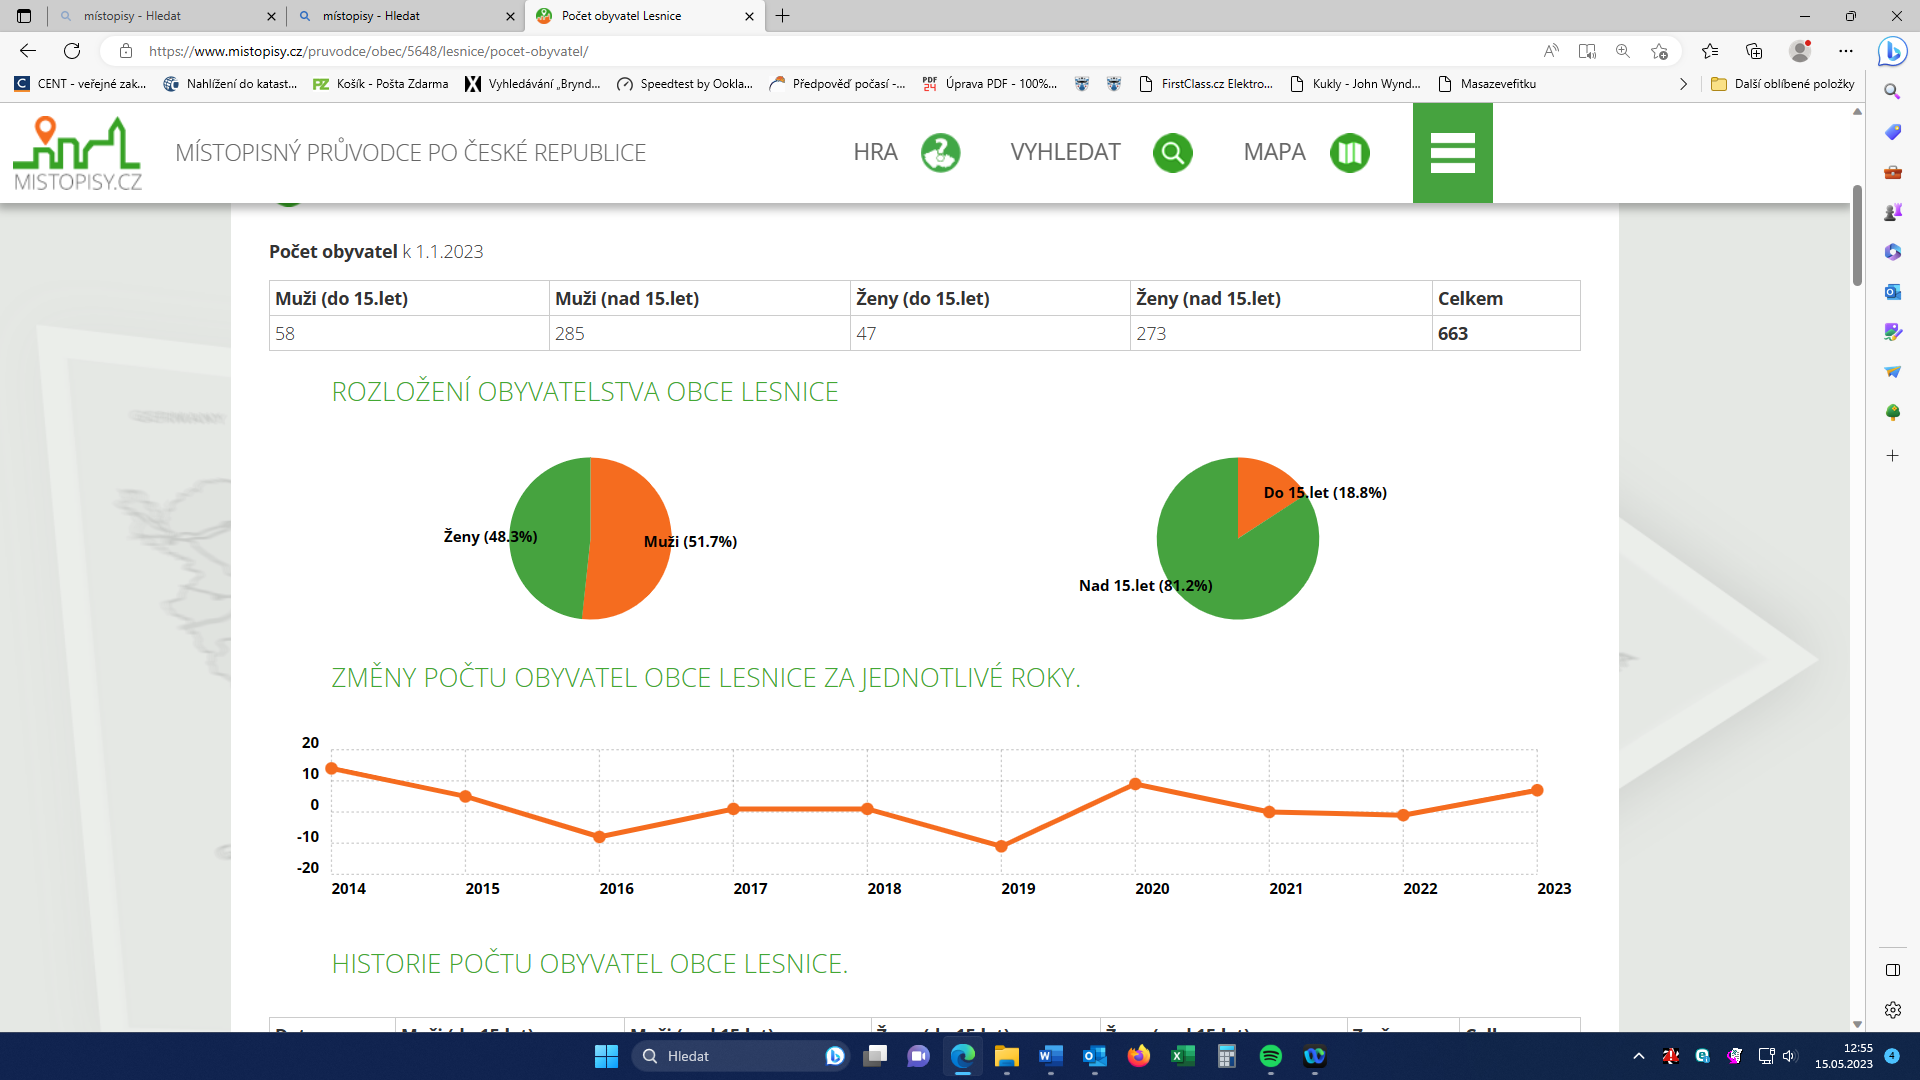 místopisy - Hledat
místopisy - Hledat
Počet obyvatel Lesnice
https://www.mistopisy.cz/pruvodce/obec/5648/lesnice/pocet-obyvatel/
CENT - veřejné zak...
Nahlížení do katast...
Košík - Pošta Zdarma
Vyhledávání „Brynd...
Speedtest by Ookla...
Předpověď počasí -...
Úprava PDF - 100%...
FirstClass.cz Elektro...
Kukly - John Wynd...
Masazevefitku
Další oblíbené položky
MISTOPISY.CZ
MÍSTOPISNÝ PRŮVODCE PO ČESKÉ REPUBLICE
HRA
VYHLEDAT
MAPA
Počet obyvatel k 1.1.2023
Muži (do 15.let) Muži (nad 15.let) Ženy (do 15.let) Ženy (nad 15.let) Celkem
58 285 47 273 663
ROZLOŽENÍ OBYVATELSTVA OBCE LESNICE
Ženy (48.3%)
Muži (51.7%)
Do 15.let (18.8%)
Nad 15.let (81.2%)
ZMĚNY POČTU OBYVATEL OBCE LESNICE ZA JEDNOTLIVÉ ROKY.
20
10
0
-10
-20
2014 2015 2016 2017 2018 2019 2020 2021 2022 2023
HISTORIE POČTU OBYVATEL OBCE LESNICE.
Hledat
12:55
15.05.2023
4